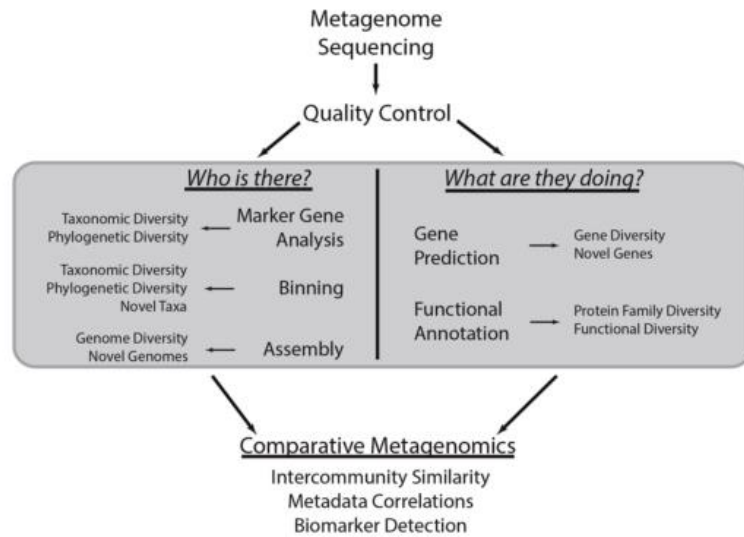 Metagenome
Sequencing
Quality Control
Who is there?
Taxonomic Diversity
Phylogenetic Diversity
Marker Gene
Analysis
Taxonomic Diversity
Phylogenetic Diversity
Novel Taxa
Binning
Genome Diversity
Novel Genomes
Assembly
What are they doing?
Gene
Prediction
Gene Diversity
Novel Genes
Functional
Annotation
Protein Family Diversity
Functional Diversity
Comparative Metagenomics
Intercommunity Similarity
Metadata Correlations
Biomarker Detection